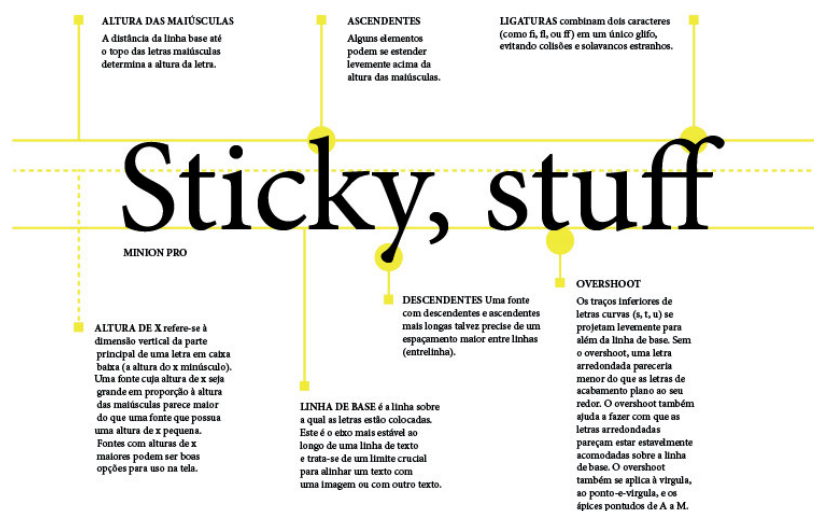 ALTURA DAS MAIÚSCULAS
A distância da linha base até
o topo das letras maiúsculas
determina a altura da letra.
ASCENDENTES
Alguns elementos
podem se estender
levemente acima da
altura das maiúsculas.
LIGATURAS combinam dois caracteres
(como fi, fl, ou ff) em um único glifo,
evitando colisões e solavancos estranhos.
Sticky, stuff
MINION PRO
ALTURA DE X refere-se à
dimensão vertical da parte
principal de uma letra em caixa
baixa (a altura do x minúsculo).
Uma fonte cuja altura de x seja
grande em proporção à altura
das maiúsculas parece maior
do que uma fonte que possua
uma altura de x pequena.
Fontes com alturas de x
maiores podem ser boas
opções para uso na tela.
LINHA DE BASE é a linha sobre
a qual as letras estão colocadas.
Este é o eixo mais estável ao
longo de uma linha de texto
e trata-se de um limite crucial
para alinhar um texto com
uma imagem ou com outro texto.
DESCENDENTES Uma fonte
com descendentes e ascendentes
mais longas talvez precise de um
espaçamento maior entre linhas
(entrelinha).
OVERSHOOT
Os traços inferiores de
letras curvas (s, t, u) se
projetam levemente para
além da linha de base. Sem
o overshoot, uma letra
arredondada pareceria
menor do que as letras de
acabamento plano ao seu
redor. O overshoot também
ajuda a fazer com que as
letras arredondadas
pareçam estar estavelmente
acomodadas sobre a linha
de base. O overshoot
também se aplica à vírgula,
ao ponto-e-vírgula, e os
ápices pontudos de A a M.